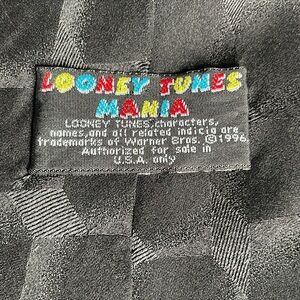 LOONEY TUNES
MANIA
LOONEY TUNES, characters,
names, and all related indicia are
trademarks of Warner Bros. ©1996
Authorized for sale in
U.S.A. only